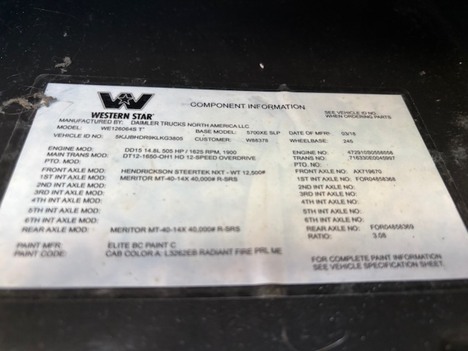 WESTERN STAR
COMPONENT INFORMATION
SEE VEHICLE NO.
WHEN ORDERING PARTS
MANUFACTURED BY: DAIMLER TRUCKS NORTH AMERICA LLC
MODEL: BASE MODEL: 5700XE SLP DATE OF MFR: 03/18
VEHICLE ID NO: CUSTOMER: WS8378 WHEELBASE: 245
ENGINE MOD: DD15 14.8L 505 HP / 1625 RPM, 1900 ENGINE NO
MAIN TRANS MOD: DT12-1650-OH1 HD 12-SPEED OVERDRIVE TRANS NO
PTO MOD: PTO. NO:
FRONT AXLE MOD: HENDRICKSON STEERTEK NXT - WT 12,500# FRONT AXLE NO: AX719670
1ST INT AXLE MOD: MERITOR MT-40-14X 40,000# R-SRS 1ST INT AXLE NO: FOR04658368
2ND INT AXLE MOD: 2ND INT AXLE NO:
3RD INT AXLE MOD: 3RD INT AXLE NO:
4TH INT AXLE MOD: 4TH INT AXLE NO:
5TH INT AXLE MOD: 5TH INT AXLE NO:
6TH INT AXLE MOD: 6TH INT AXLE NO:
REAR AXLE MOD: MERITOR MT-40-14X 40,000# R-SRS REAR AXLE NO: FOR04658369
RATIO: 3.08
PAINT MFR: ELITE BC PAINT C
PAINT CODE: CAB COLOR A: L3262EB RADIANT FIRE PRL ME
FOR COMPLETE PAINT INFORMATION
SEE VEHICLE SPECIFICATION SHEET.